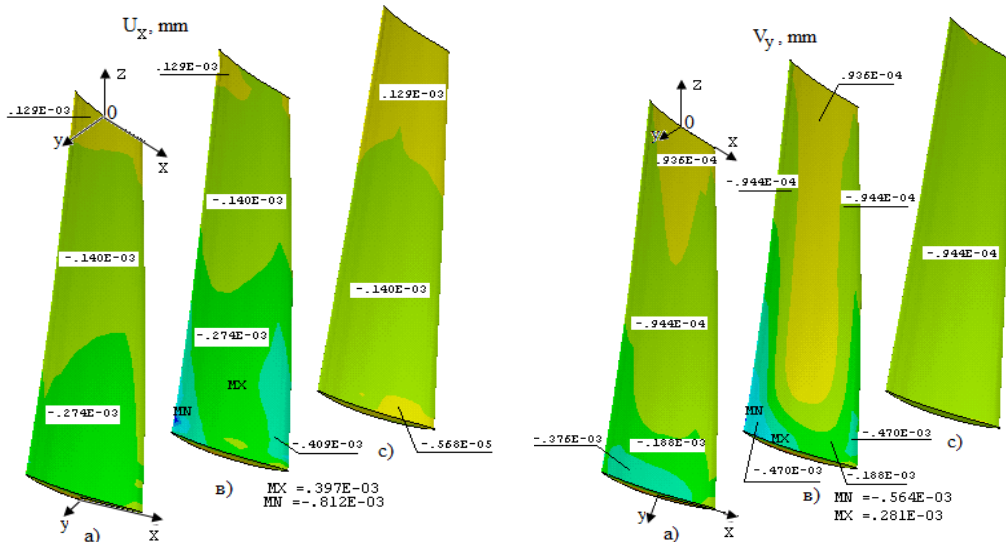 U_x, mm
.129E-03
z
0
y
x
-.140E-03
-.274E-03
y
x̄
a)
.129E-03
-.140E-03
-.274E-03
MX
MN
-.409E-03
в)
MX =.397E-03
MN =-.812E-03
.129E-03
-.140E-03
-.568E-05
c)
V_y, mm
z
0
y
x
.936E-04
-.944E-04
-.376E-03
-.188E-03
y
x̄
a)
.936E-04
-.944E-04
-.944E-04
MN
MX
-.470E-03
-.470E-03
-.188E-03
в)
MN =-.564E-03
MX =.281E-03
-.944E-04
c)